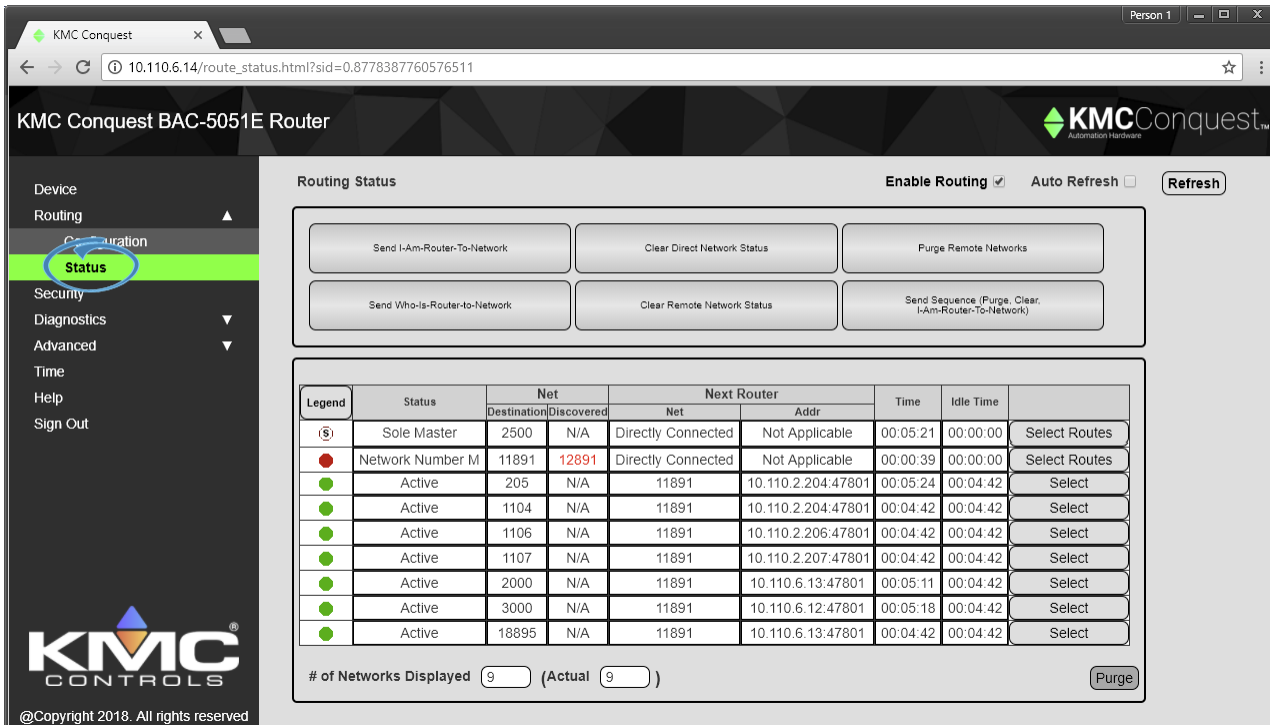 Person 1
KMC Conquest
10.110.6.14/route_status.html?sid=0.8778387760576511
KMC Conquest BAC-5051E Router
KMCConquest™
Automation Hardware
Device
Routing
Configuration
Status
Security
Diagnostics
Advanced
Time
Help
Sign Out
KMC®
CONTROLS
@Copyright 2018. All rights reserved
Routing Status Enable Routing Auto Refresh Refresh
Send I-Am-Router-To-Network Clear Direct Network Status Purge Remote Networks
Send Who-Is-Router-to-Network Clear Remote Network Status Send Sequence (Purge, Clear,
I-Am-Router-To-Network)
Legend Status Net Next Router Time Idle Time
Destination Discovered Net Addr
S Sole Master 2500 N/A Directly Connected Not Applicable 00:05:21 00:00:00 Select Routes
Network Number M 11891 12891 Directly Connected Not Applicable 00:00:39 00:00:00 Select Routes
Active 205 N/A 11891 10.110.2.204:47801 00:05:24 00:04:42 Select
Active 1104 N/A 11891 10.110.2.204:47801 00:04:42 00:04:42 Select
Active 1106 N/A 11891 10.110.2.206:47801 00:04:42 00:04:42 Select
Active 1107 N/A 11891 10.110.2.207:47801 00:04:42 00:04:42 Select
Active 2000 N/A 11891 10.110.6.13:47801 00:05:11 00:04:42 Select
Active 3000 N/A 11891 10.110.6.12:47801 00:05:18 00:04:42 Select
Active 18895 N/A 11891 10.110.6.13:47801 00:04:42 00:04:42 Select
# of Networks Displayed 9 (Actual 9 )
Purge